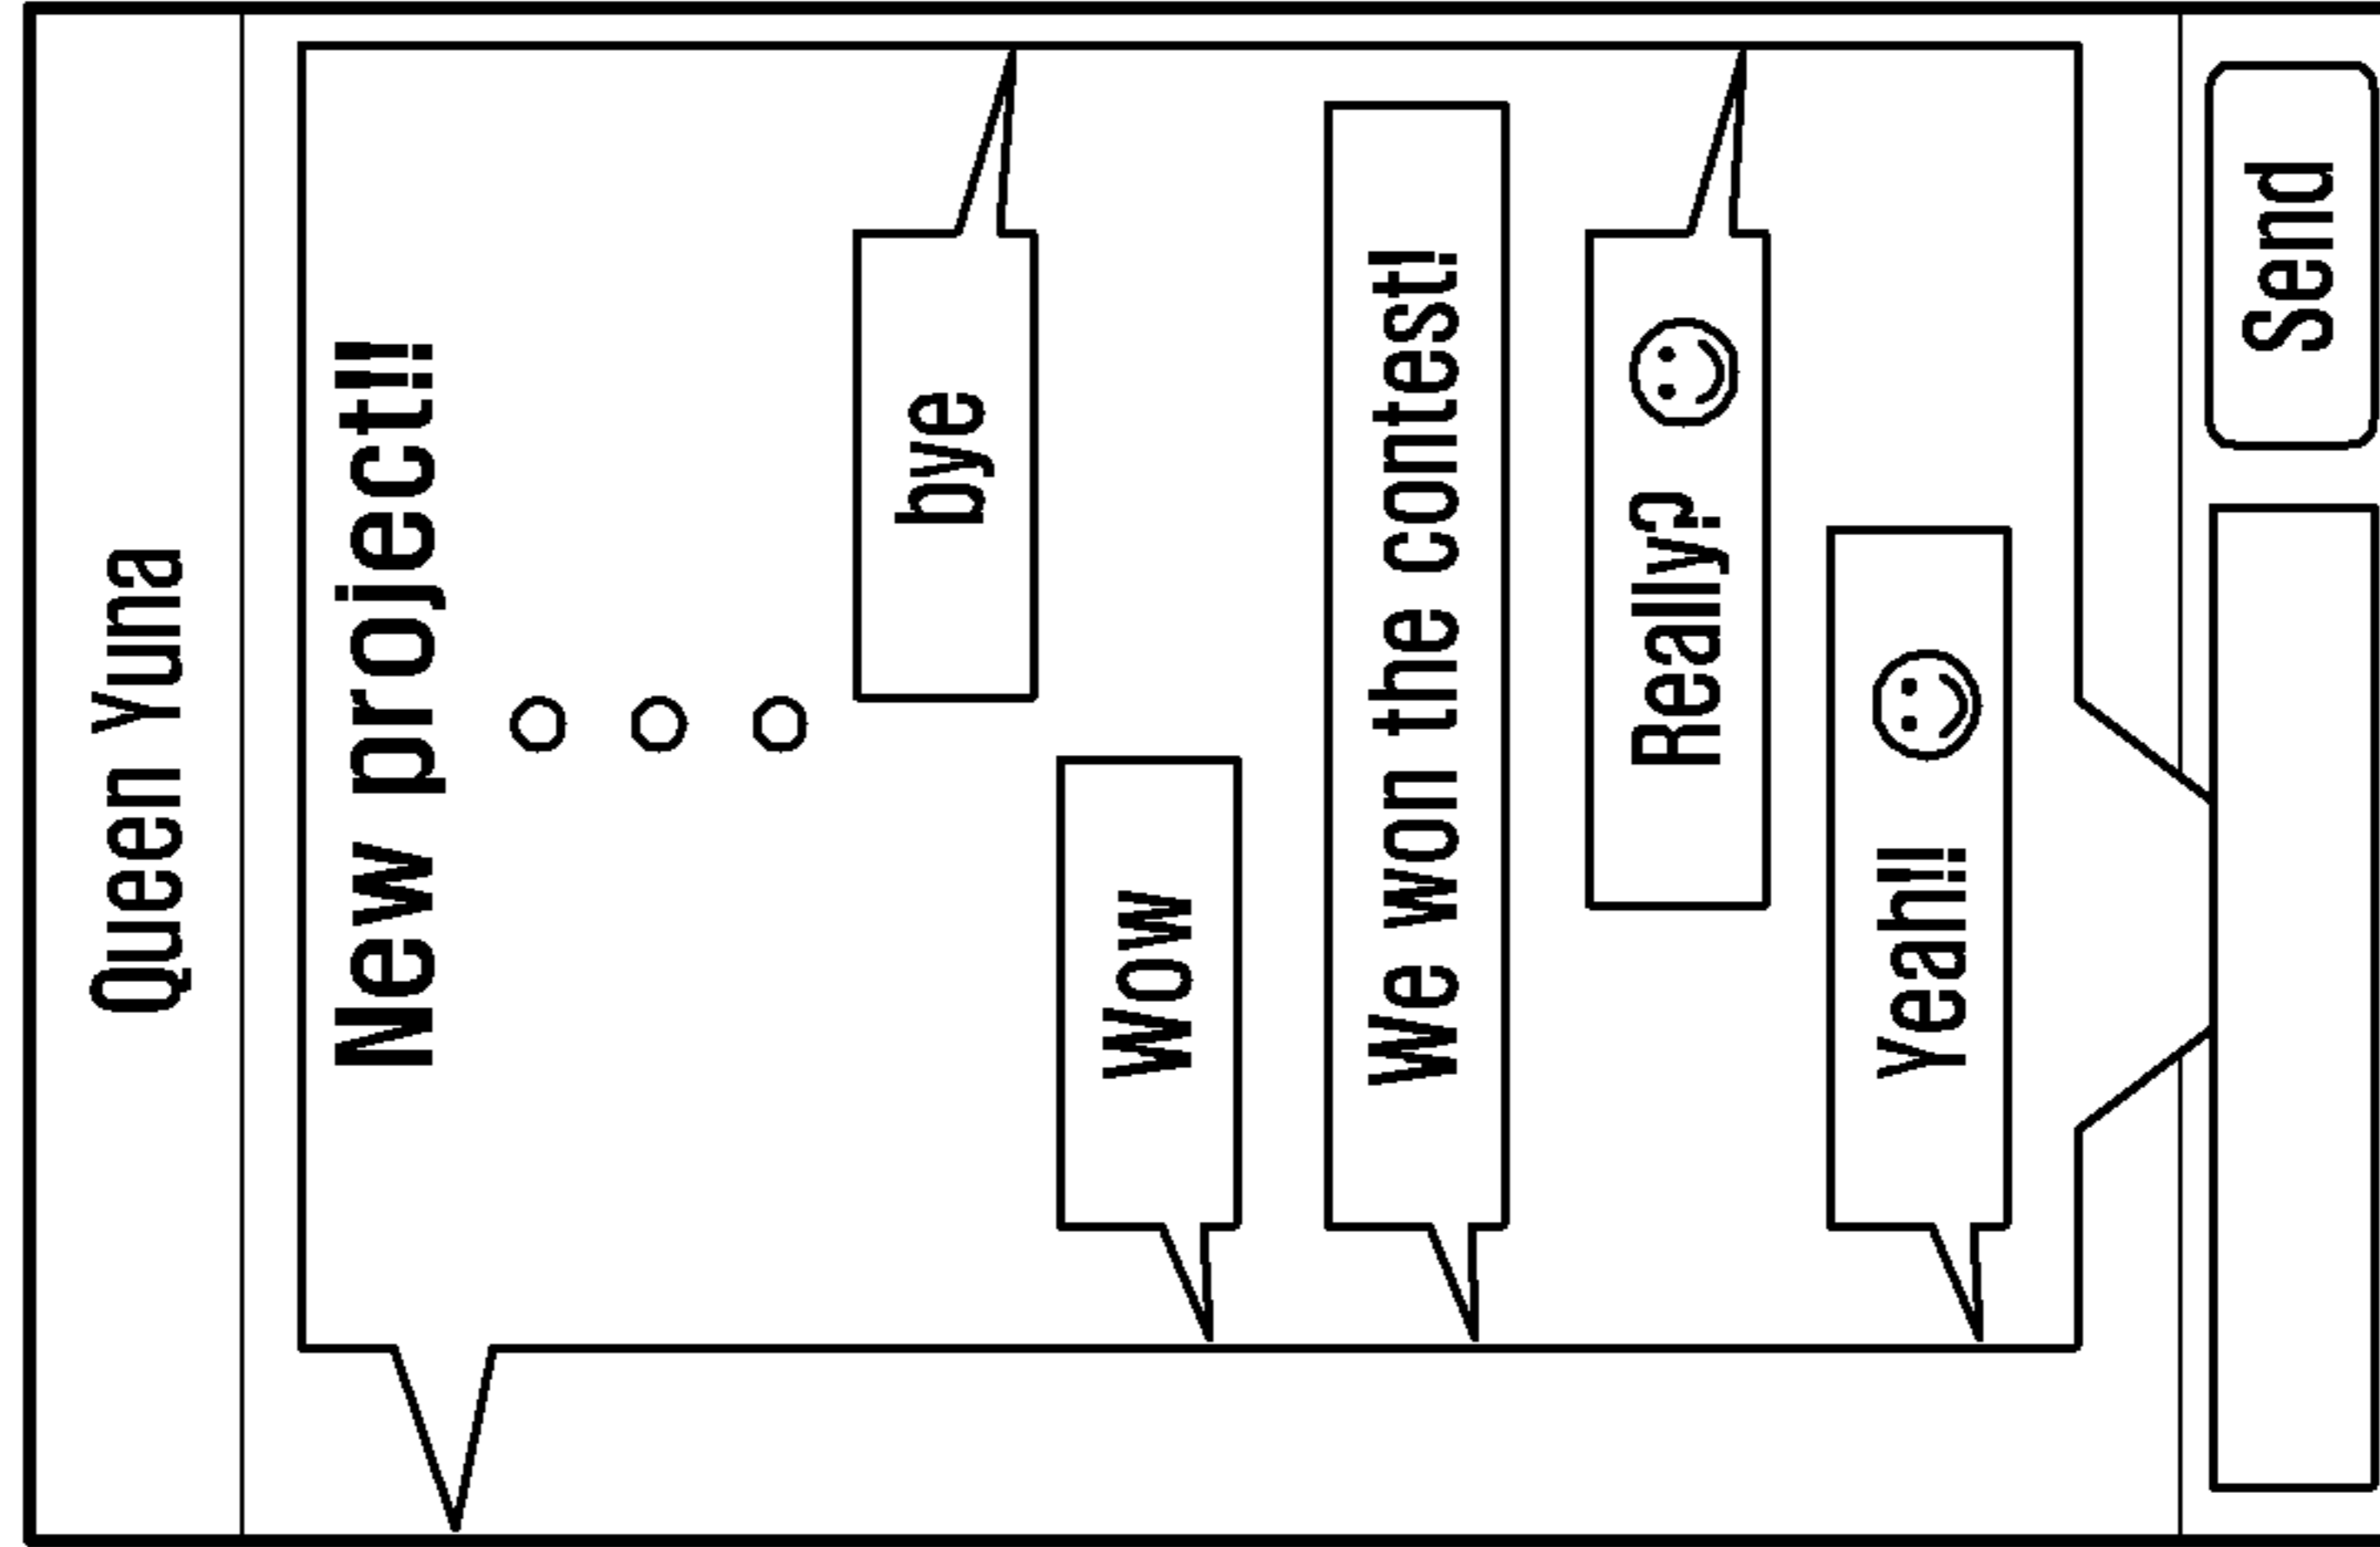 Queen Yuna
New project!!
bye
Wow
We won the contest!
Really?
Yeah!!
Send